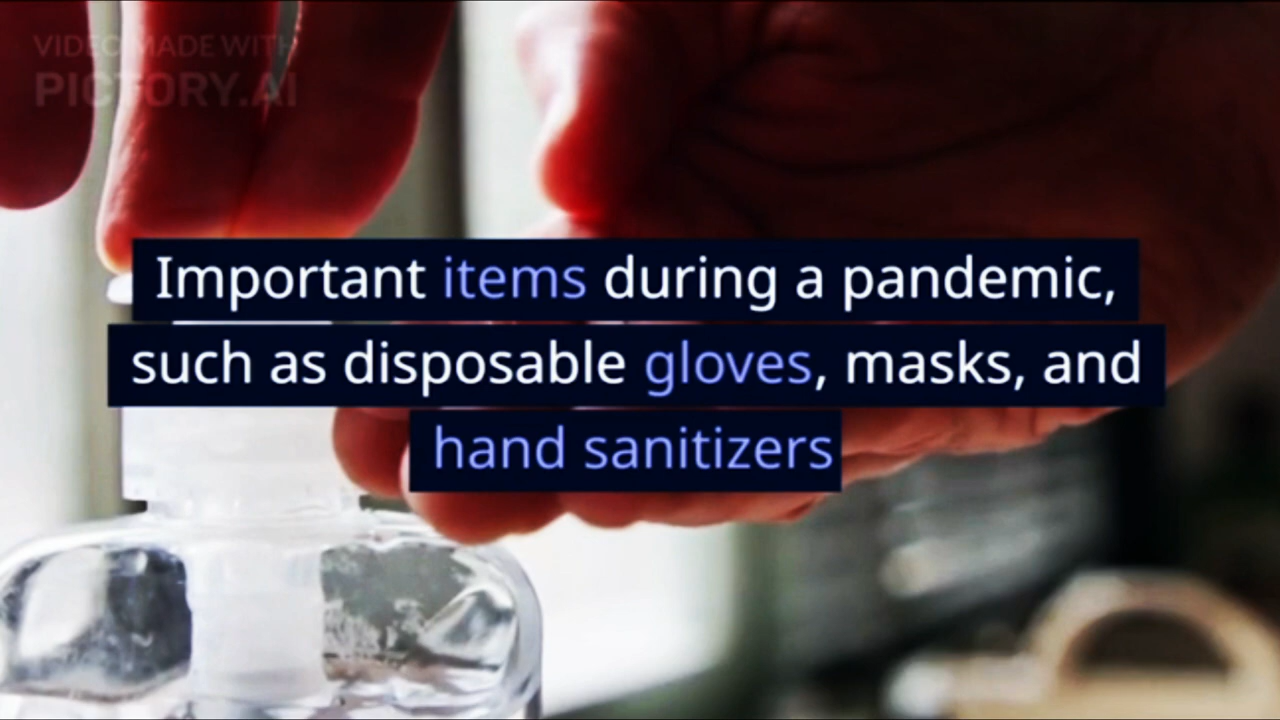 VIDEO MADE WITH
PICTORY.AI
Important items during a pandemic,
such as disposable gloves, masks, and
hand sanitizers